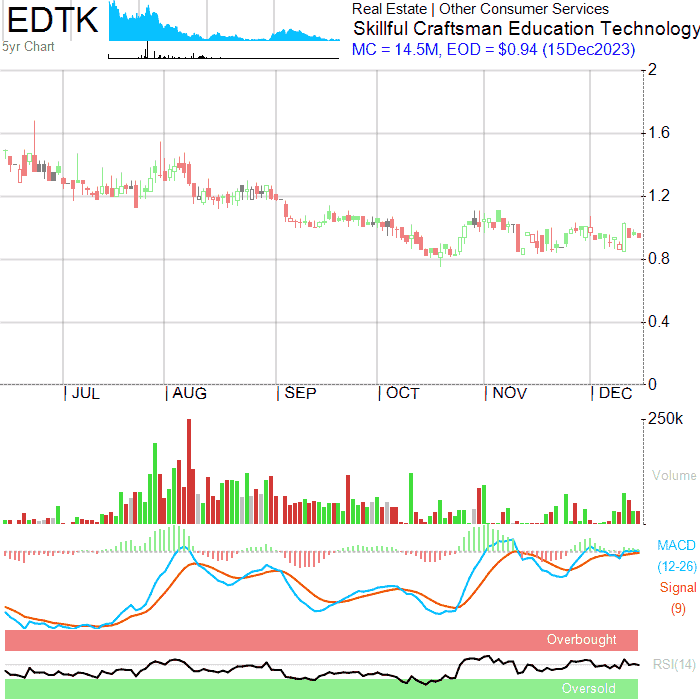 EDTK
5yr Chart
Real Estate | Other Consumer Services
Skillful Craftsman Education Technology
MC = 14.5M, EOD = $0.94 (15Dec2023)
2
1.6
1.2
0.8
0.4
0
| JUL | AUG | SEP | OCT | NOV | DEC
250k
Volume
MACD
(12-26)
Signal
(9)
Overbought
RSI(14)
Oversold